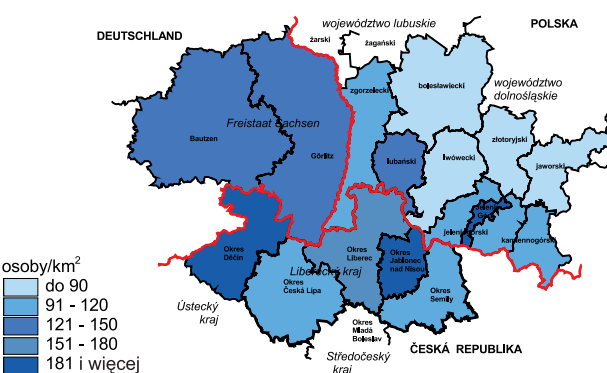 województwo lubuskie
POLSKA
DEUTSCHLAND
żarski
żagański
zgorzelecki
bolesławiecki
województwo
dolnośląskie
Freistaat Sachsen
Bautzen
Görlitz
lubański
lwówecki
złotoryjski
jaworski
Jelenia
Góra
jeleniogórski
kamiennogórski
Okres
Děčín
Okres
Liberec
Okres
Jablonec
nad Nisou
Liberecký kraj
Okres
Česká Lípa
Okres
Semily
Ústecký
kraj
Okres
Mladá
Boleslav
Středočeský
kraj
ČESKÁ REPUBLIKA
osoby/km²
do 90
91 - 120
121 - 150
151 - 180
181 i więcej